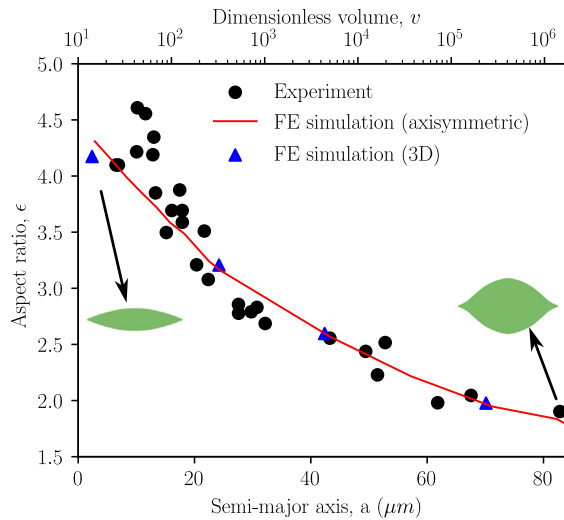 Dimensionless volume, v
10^1 10^2 10^3 10^4 10^5 10^6
Experiment
FE simulation (axisymmetric)
FE simulation (3D)
Aspect ratio, ϵ
5.0
4.5
4.0
3.5
3.0
2.5
2.0
1.5
0 20 40 60 80
Semi-major axis, a (μm)